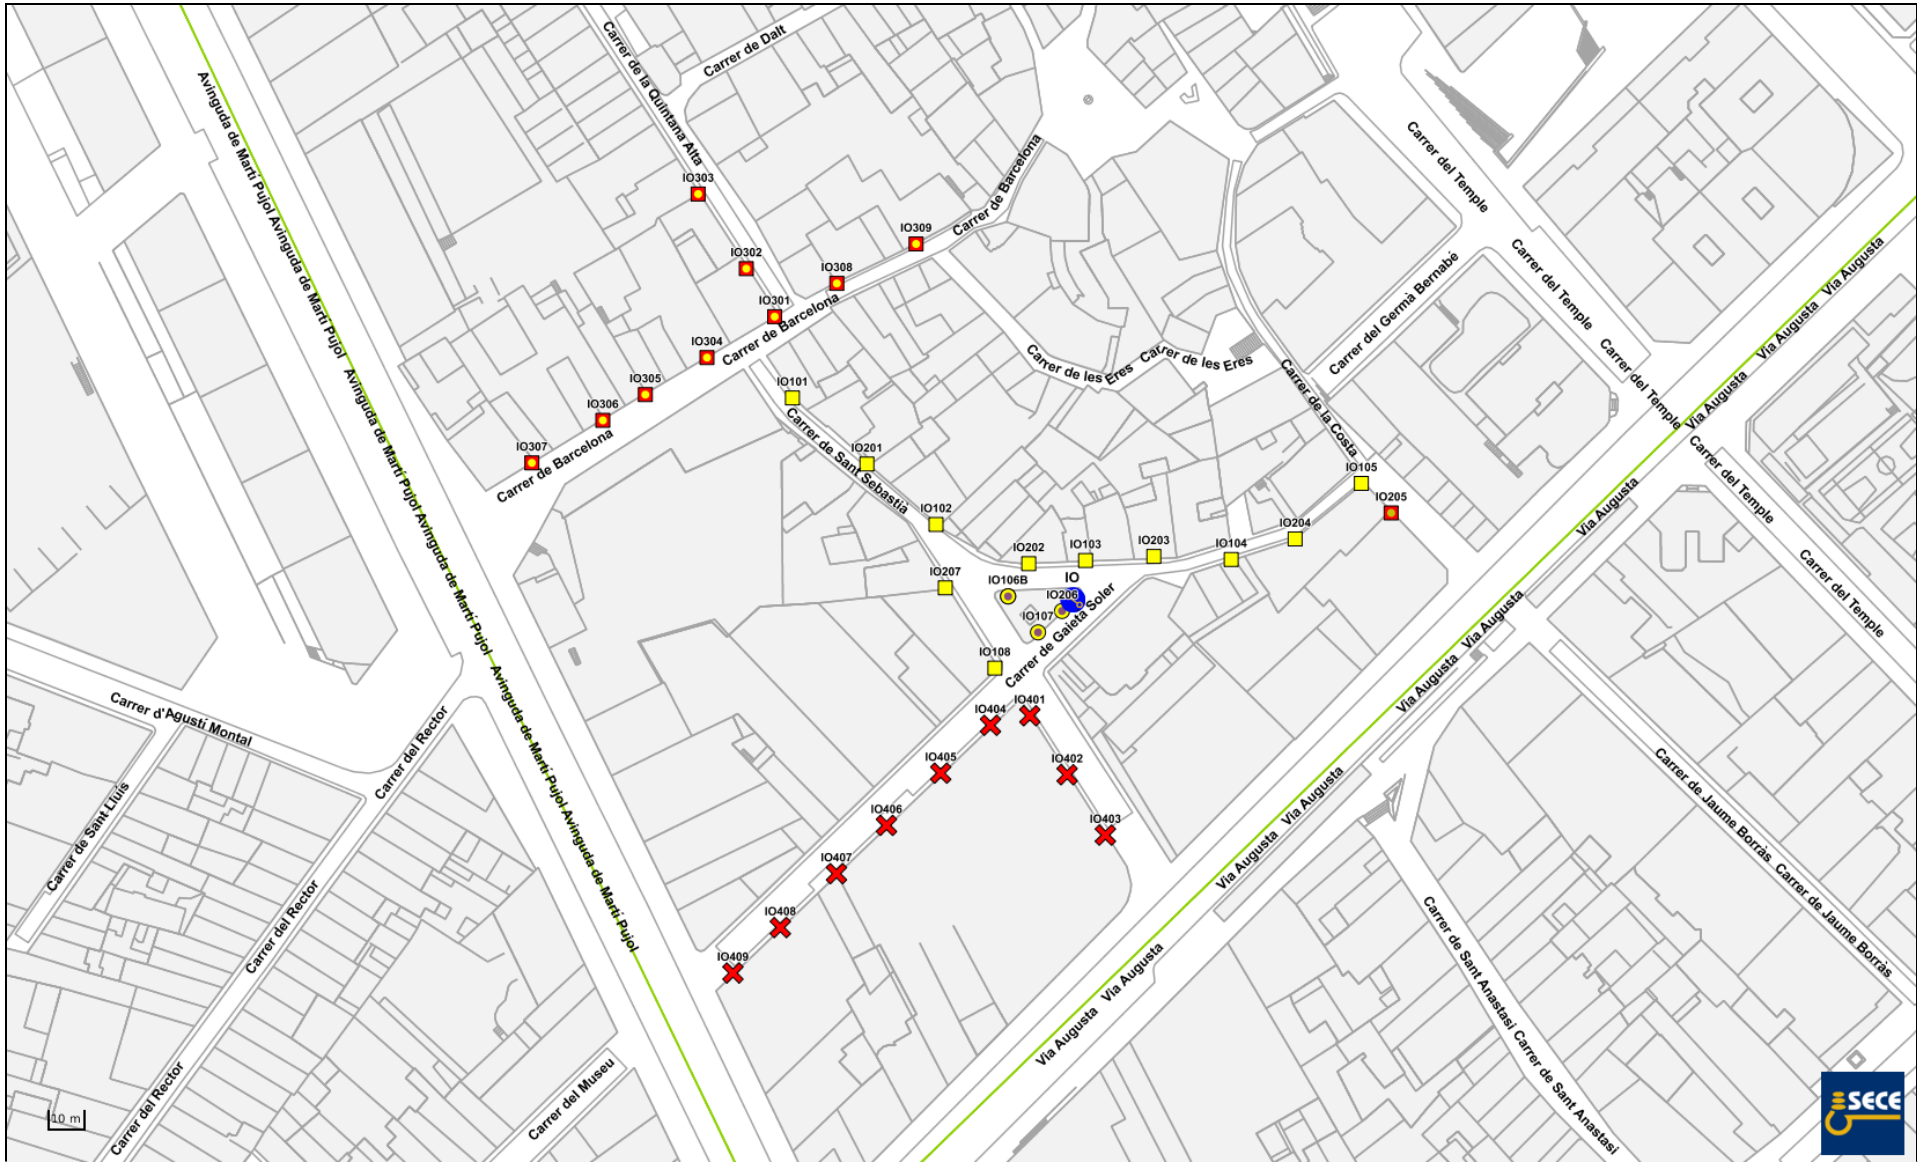 Carrer de Dalt
Carrer de la Quintana Alta
Avinguda de Martí Pujol Avinguda de Martí Pujol
Avinguda de Martí Pujol Avinguda de Martí Pujol
Avinguda de Martí Pujol Avinguda de Martí Pujol
Carrer de Barcelona
Carrer del Temple
Carrer del Temple
Carrer del Temple
Carrer del Temple
Carrer del Temple
IO303
IO309
IO302
IO308
IO301
Carrer de Barcelona
IO304
IO305
IO306
IO307
Carrer de Barcelona
IO101
Carrer de Sant Sebastià
IO201
IO102
Carrer de les Eres
Carrer de les Eres
Carrer del Germà Bernabé
Carrer de la Costa
Via Augusta
Via Augusta
Via Augusta
Via Augusta
Via Augusta
Via Augusta
Via Augusta
Via Augusta
Via Augusta
Via Augusta
IO105
IO205
IO204
IO104
IO203
IO103
IO202
IO207
IO
IO106B
IO206
IO107
Carrer de Gaietà Soler
IO108
IO401
IO404
IO402
IO405
IO403
IO406
IO407
IO408
IO409
Carrer d'Agustí Montal
Carrer de Sant Lluís
Carrer del Rector
Carrer del Rector
Carrer del Rector
Carrer del Museu
Carrer de Jaume Borràs
Carrer de Jaume Borràs
Carrer de Sant Anastasi
Carrer de Sant Anastasi
10 m
SECE